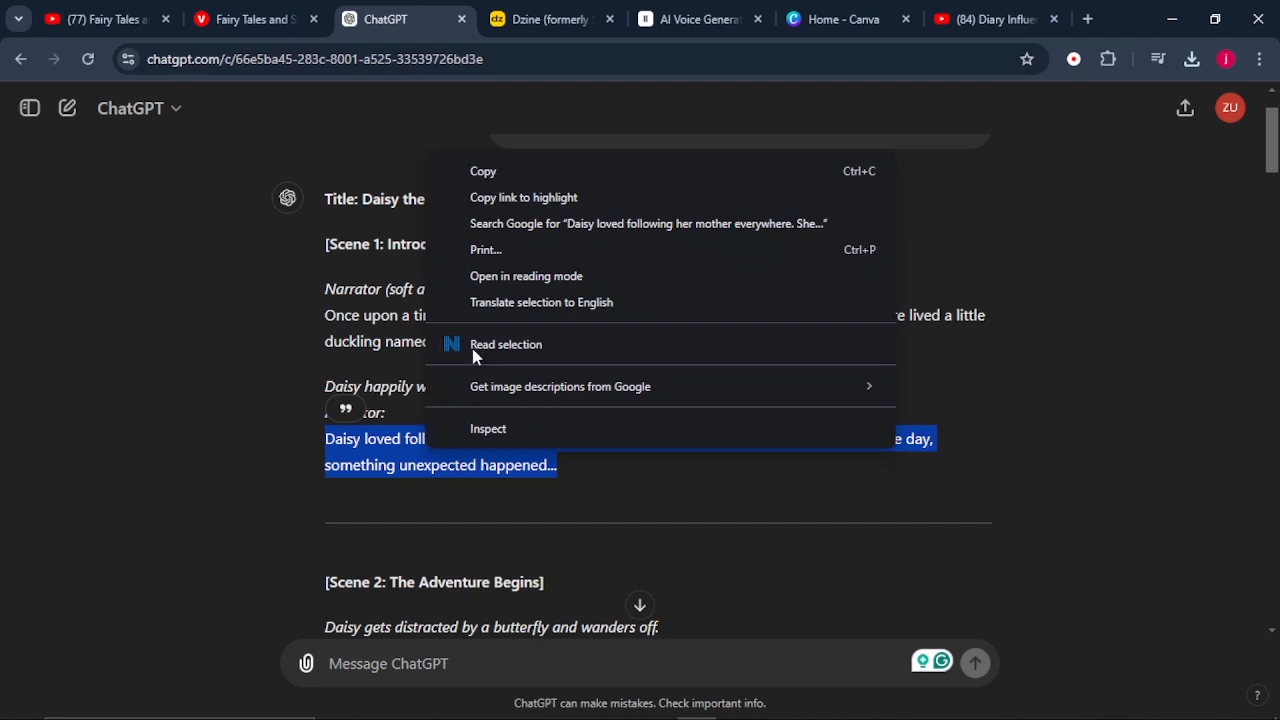 (77) Fairy Tales a
Fairy Tales and S
ChatGPT
Dzine (formerly
AI Voice Genera
Home - Canva
(84) Diary Influe
chatgpt.com/c/66e5ba45-283c-8001-a525-33539726bd3e
j
ChatGPT
ZU
Title: Daisy the
[Scene 1: Introd
Narrator (soft a
Once upon a ti
re lived a little
duckling named
Daisy happily w
tor:
Daisy loved foll
e day,
something unexpected happened...
Copy Ctrl+C
Copy link to highlight
Search Google for “Daisy loved following her mother everywhere. She...”
Print... Ctrl+P
Open in reading mode
Translate selection to English
Read selection
Get image descriptions from Google
Inspect
[Scene 2: The Adventure Begins]
Daisy gets distracted by a butterfly and wanders off.
Message ChatGPT
ChatGPT can make mistakes. Check important info.
?